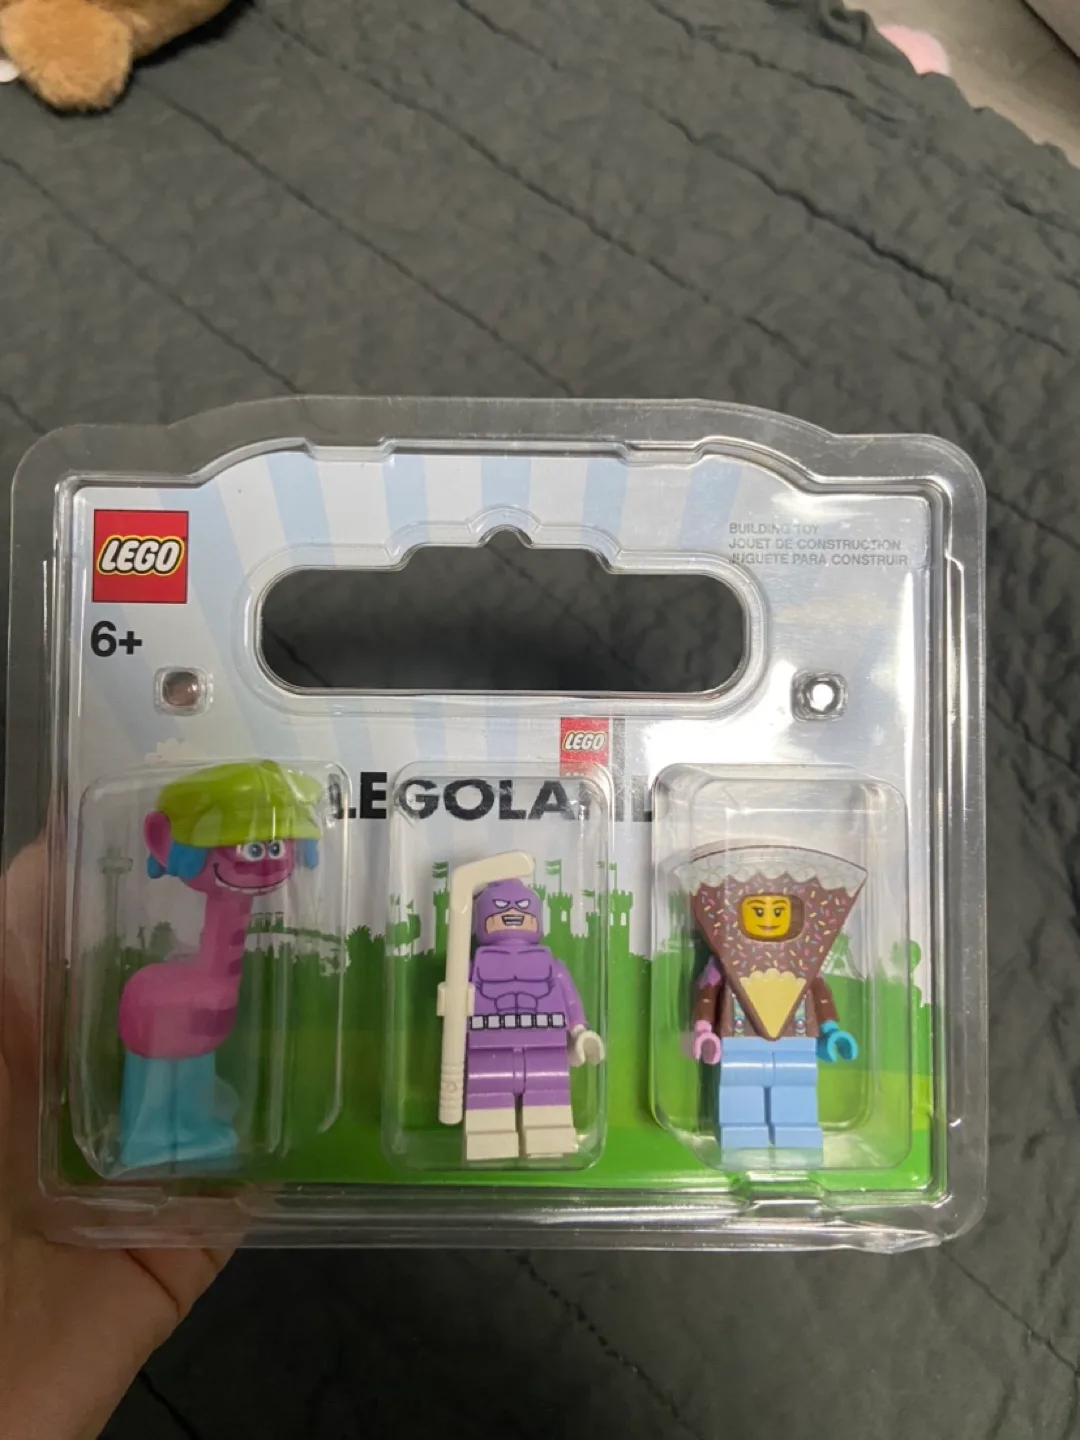 LEGO
BUILDING TOY
JOUET DE CONSTRUCTION
JUGUETE PARA CONSTRUIR
6+
LEGO
LEGOLAND